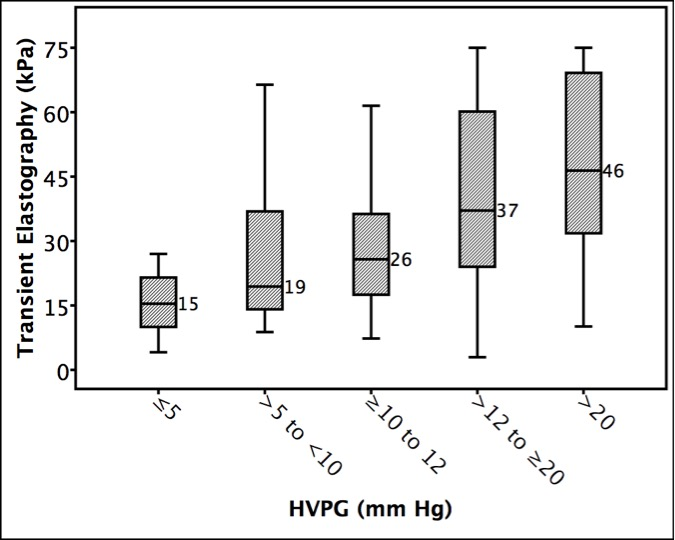 Transient Elastography (kPa)
75
60
45
30
15
0
15
19
26
37
46
≤5
>5 to <10
≥10 to 12
>12 to ≥20
>20
HVPG (mm Hg)